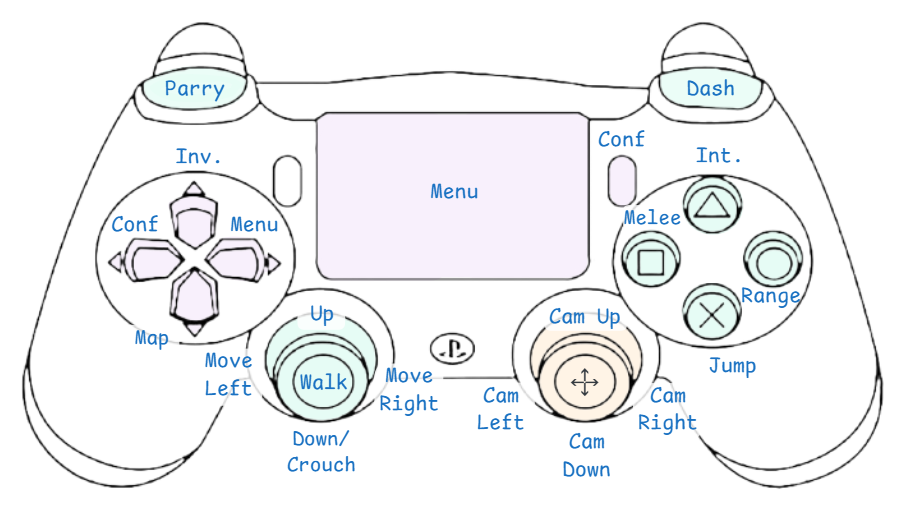 Parry
Dash
Conf
Inv.
Int.
Menu
Conf
Menu
Melee
Range
Up
Cam Up
Map
Move
Left
Walk
Move
Right
Jump
Cam
Left
Cam
Right
Down/
Crouch
Cam
Down